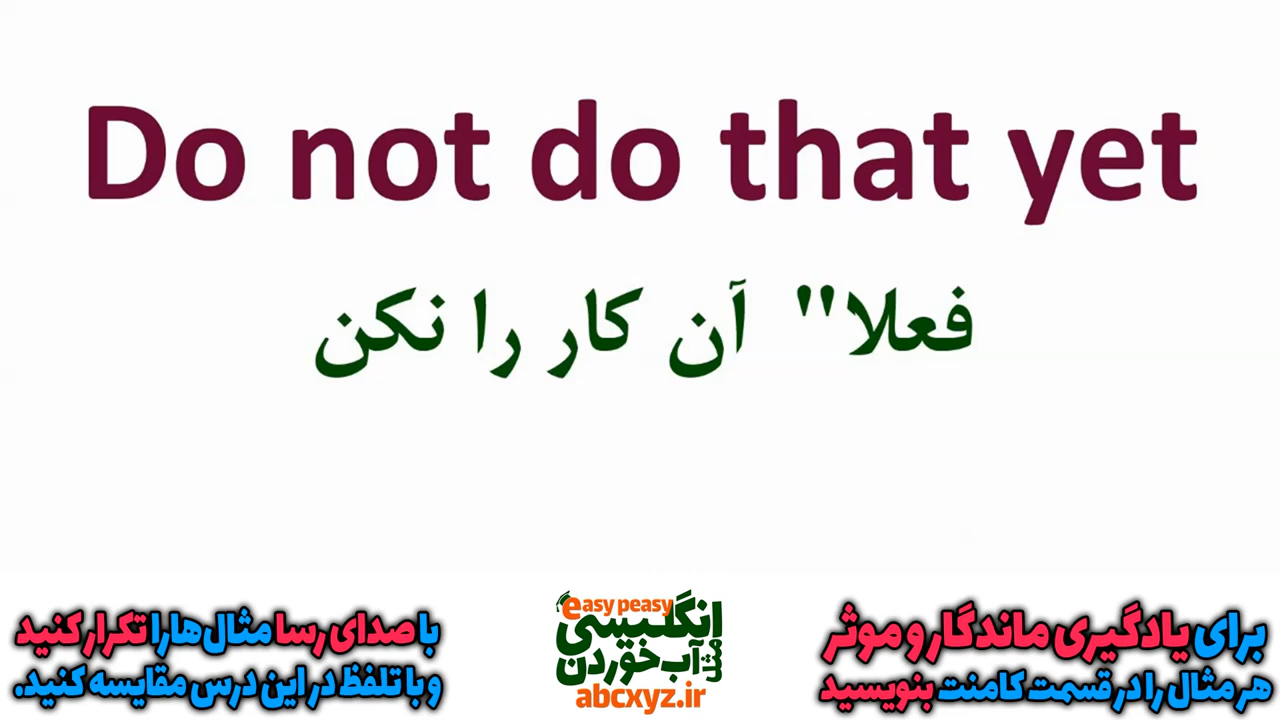 Do not do that yet
فعلا" آن کار را نکن
برای یادگیری ماندگار و موثر
هر مثال را در قسمت کامنت بنویسید
easy peasy
انگلیسی
مثل آب خوردن
abcxyz.ir
با صدای رسا مثال‌ها را تکرار کنید
و با تلفظ در این درس مقایسه کنید.